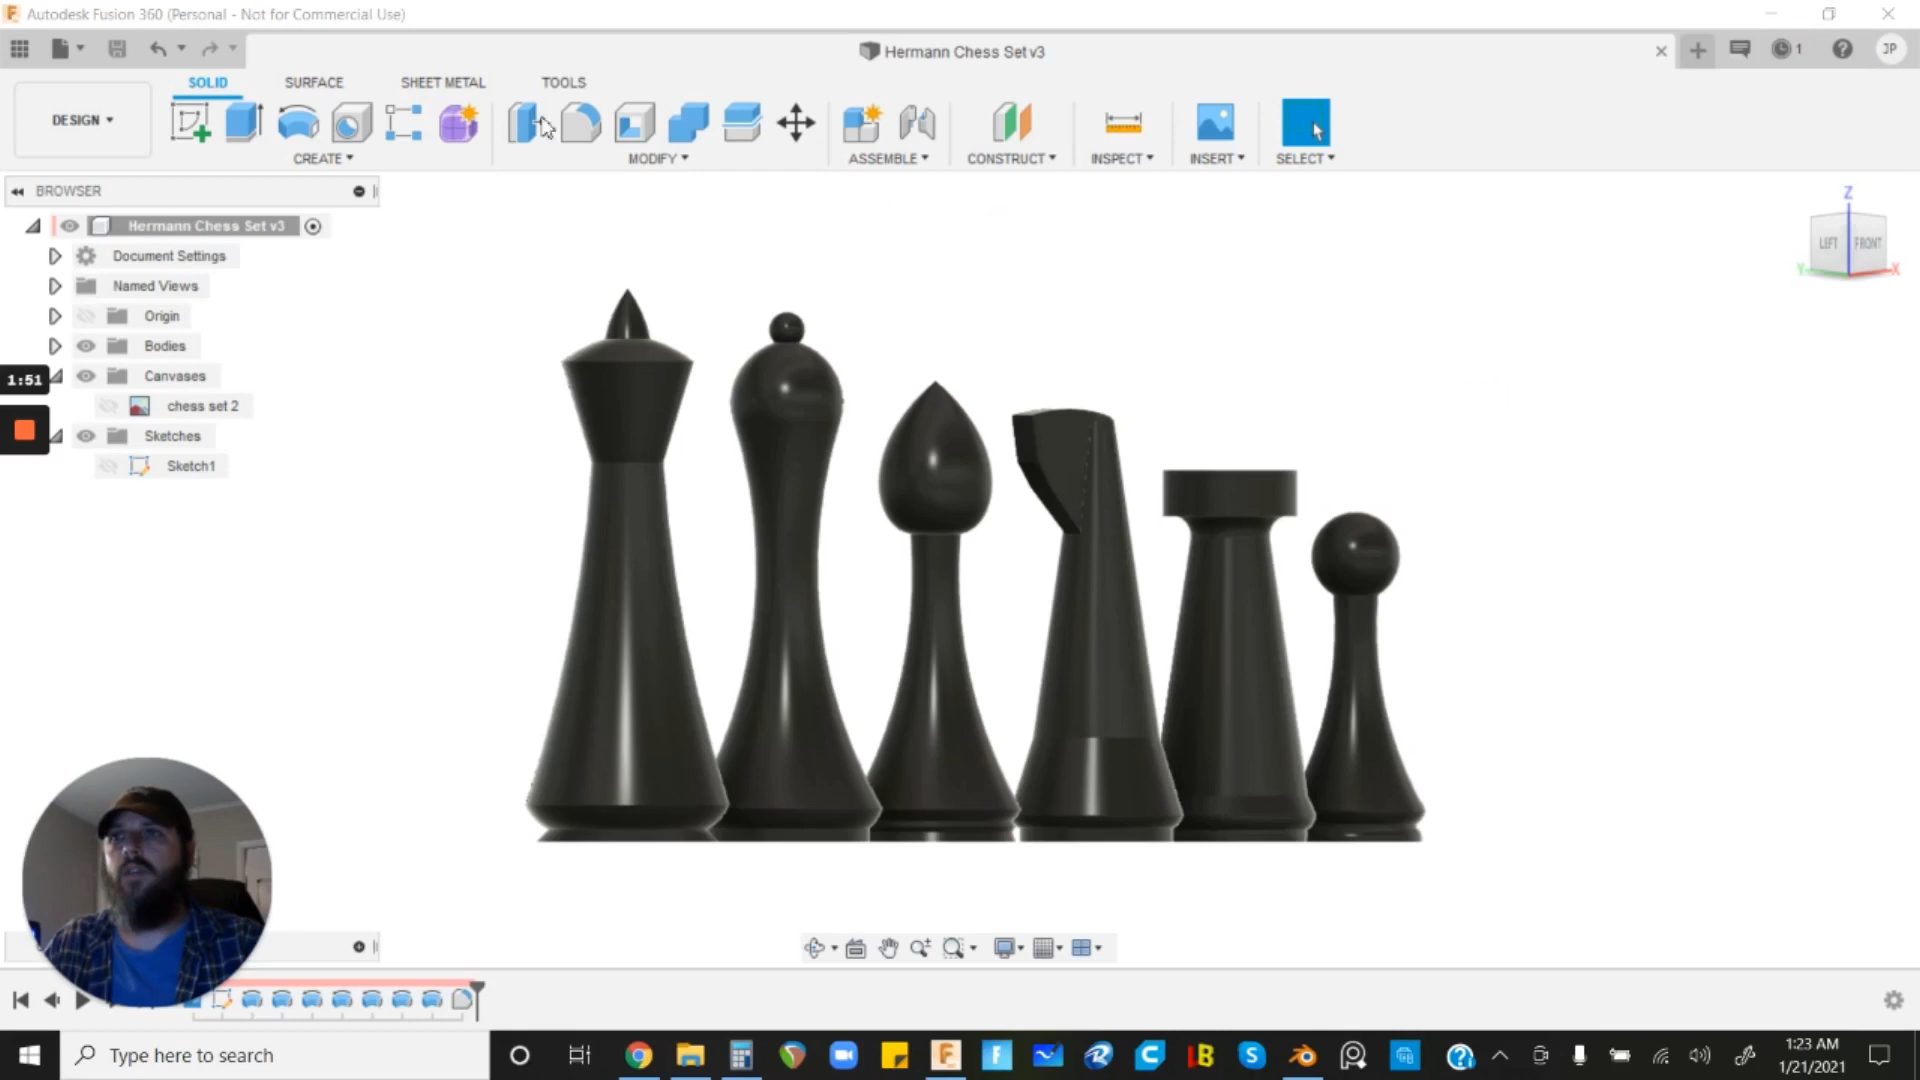 Autodesk Fusion 360 (Personal - Not for Commercial Use)
Hermann Chess Set v3
1
JP
SOLID
SURFACE
SHEET METAL
TOOLS
DESIGN
CREATE
MODIFY
ASSEMBLE
CONSTRUCT
INSPECT
INSERT
SELECT
BROWSER
Hermann Chess Set v3
Document Settings
Named Views
Origin
Bodies
Canvases
chess set 2
Sketches
Sketch1
1:51
Z
LEFT
FRONT
Y
X
Type here to search
1:23 AM
1/21/2021